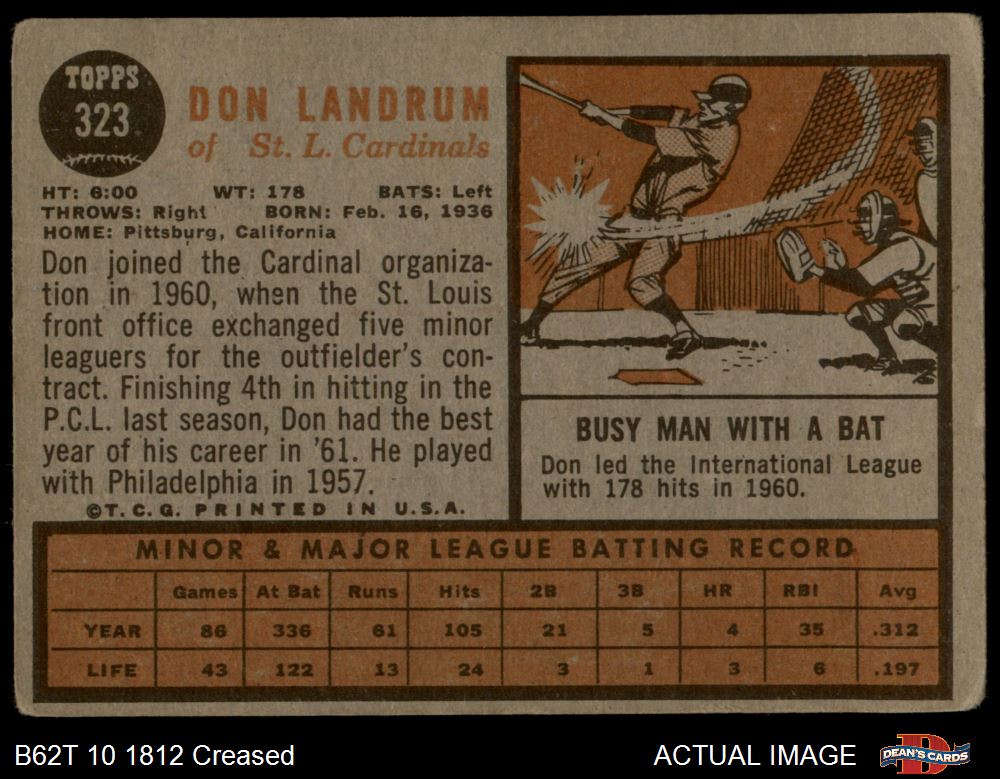 TOPPS
323
DON LANDRUM
of St. L. Cardinals
HT: 6:00 WT: 178 BATS: Left
THROWS: Right BORN: Feb. 16, 1936
HOME: Pittsburg, California
Don joined the Cardinal organiza-
tion in 1960, when the St. Louis
front office exchanged five minor
leaguers for the outfielder's con-
tract. Finishing 4th in hitting in the
P.C.L. last season, Don had the best
year of his career in '61. He played
with Philadelphia in 1957.
©T.C.G. PRINTED IN U.S.A.
BUSY MAN WITH A BAT
Don led the International League
with 178 hits in 1960.
MINOR & MAJOR LEAGUE BATTING RECORD
Games At Bat Runs Hits 2B 3B HR RBI Avg
YEAR 86 336 61 105 21 5 4 35 .312
LIFE 43 122 13 24 3 1 3 6 .197
B62T 10 1812 Creased
ACTUAL IMAGE
DEAN'S CARDS